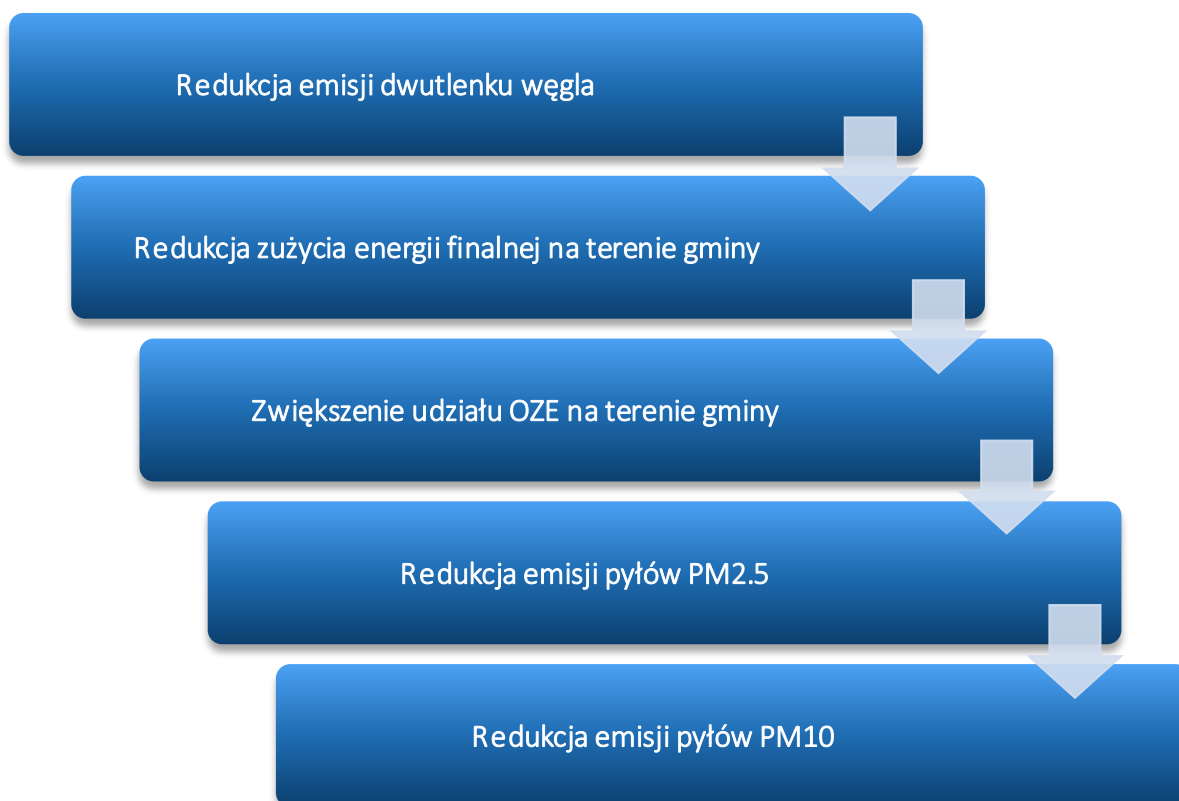 Redukcja emisji dwutlenku węgla
Redukcja zużycia energii finalnej na terenie gminy
Zwiększenie udziału OZE na terenie gminy
Redukcja emisji pyłów PM2.5
Redukcja emisji pyłów PM10